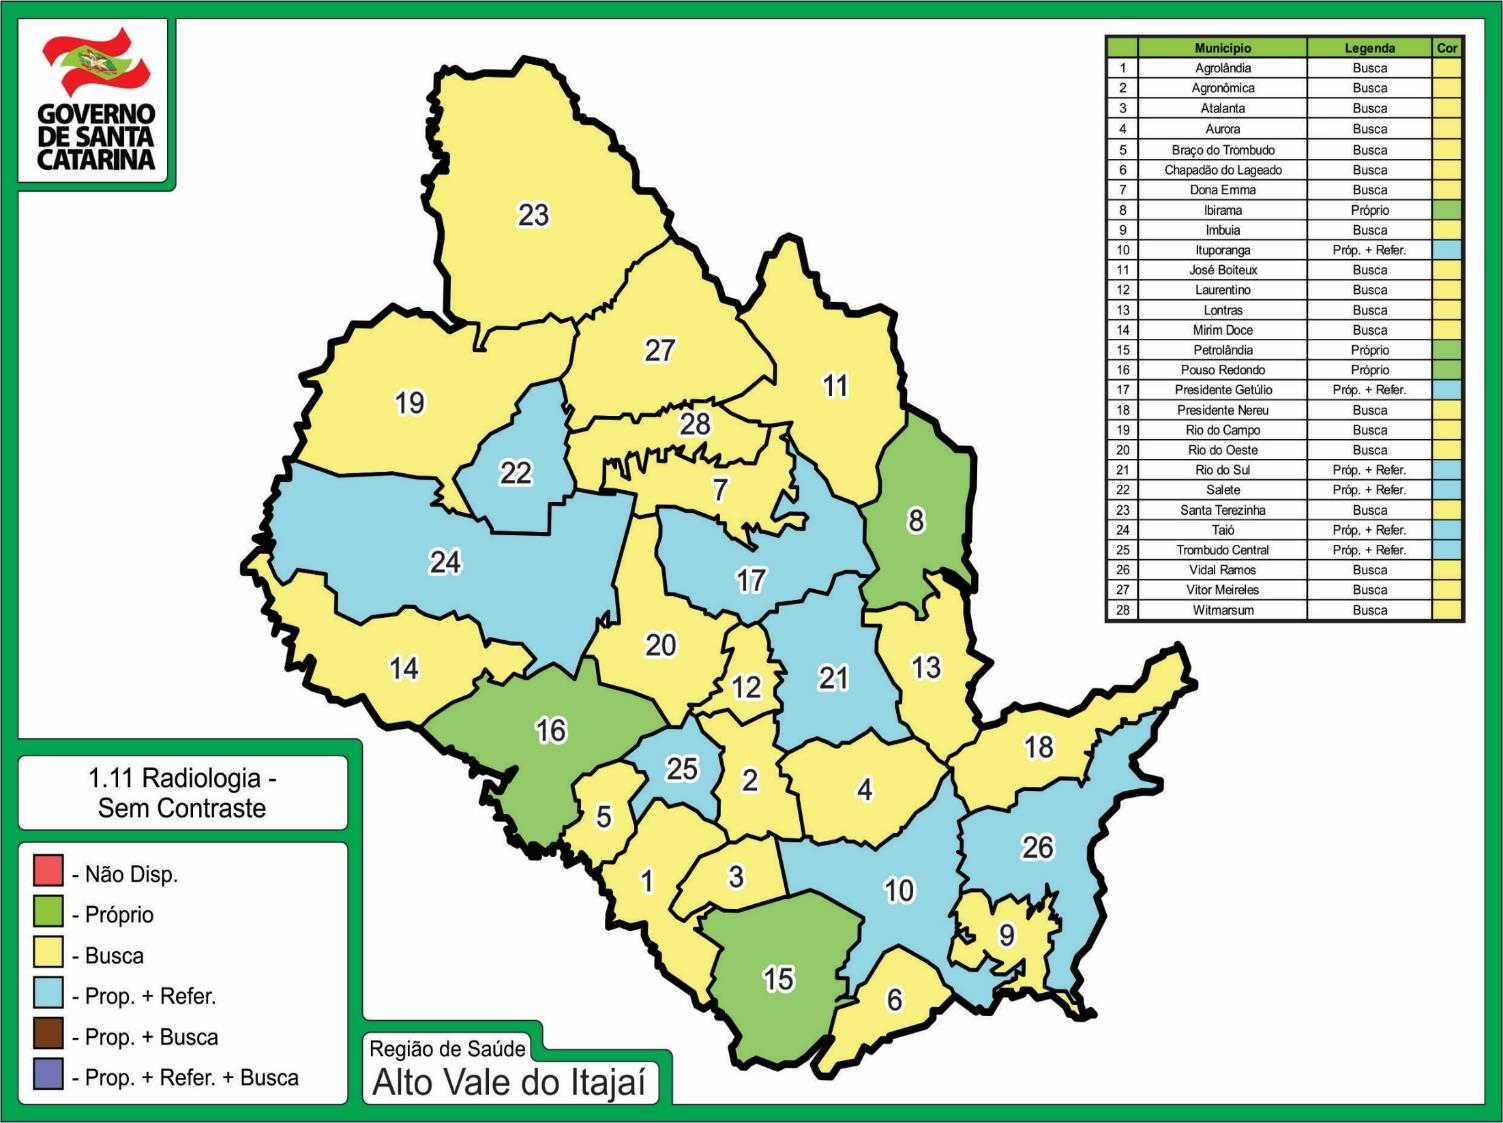 GOVERNO
DE SANTA
CATARINA
Município Legenda Cor
1 Agrolândia Busca
2 Agronômica Busca
3 Atalanta Busca
4 Aurora Busca
5 Braço do Trombudo Busca
6 Chapadão do Lageado Busca
7 Dona Emma Busca
8 Ibirama Próprio
9 Imbuia Busca
10 Ituporanga Próp. + Refer.
11 José Boiteux Busca
12 Laurentino Busca
13 Lontras Busca
14 Mirim Doce Busca
15 Petrolândia Próprio
16 Pouso Redondo Próprio
17 Presidente Getúlio Próp. + Refer.
18 Presidente Nereu Busca
19 Rio do Campo Busca
20 Rio do Oeste Busca
21 Rio do Sul Próp. + Refer.
22 Salete Próp. + Refer.
23 Santa Terezinha Busca
24 Taió Próp. + Refer.
25 Trombudo Central Próp. + Refer.
26 Vidal Ramos Busca
27 Vitor Meireles Busca
28 Witmarsum Busca
23
27
11
19
28
22
7
8
24
17
20
14
12
21
13
16
18
25
2
4
5
26
1
3
10
9
15
6
1.11 Radiologia -
Sem Contraste
- Não Disp.
- Próprio
- Busca
- Prop. + Refer.
- Prop. + Busca
- Prop. + Refer. + Busca
Região de Saúde
Alto Vale do Itajaí